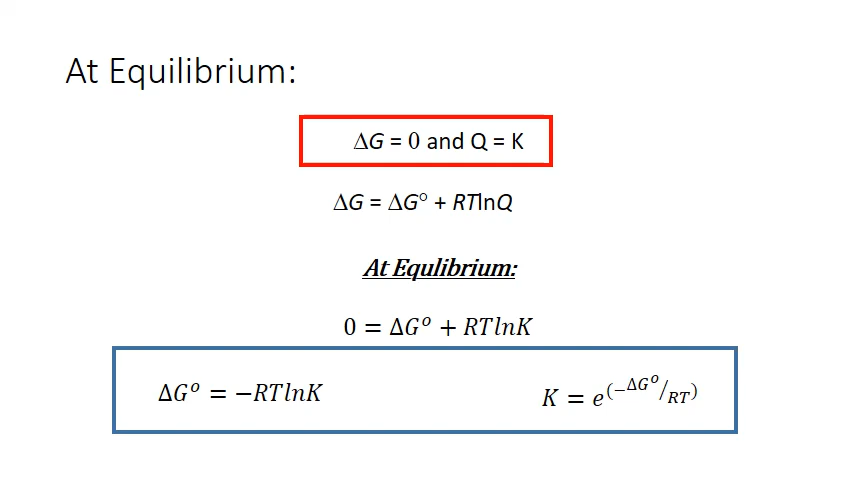 At Equilibrium:
ΔG = 0 and Q = K
ΔG = ΔG° + RTlnQ
At Equlibrium:
0 = ΔG° + RTlnK
ΔG° = −RTlnK
K = e^(−ΔG°/RT)